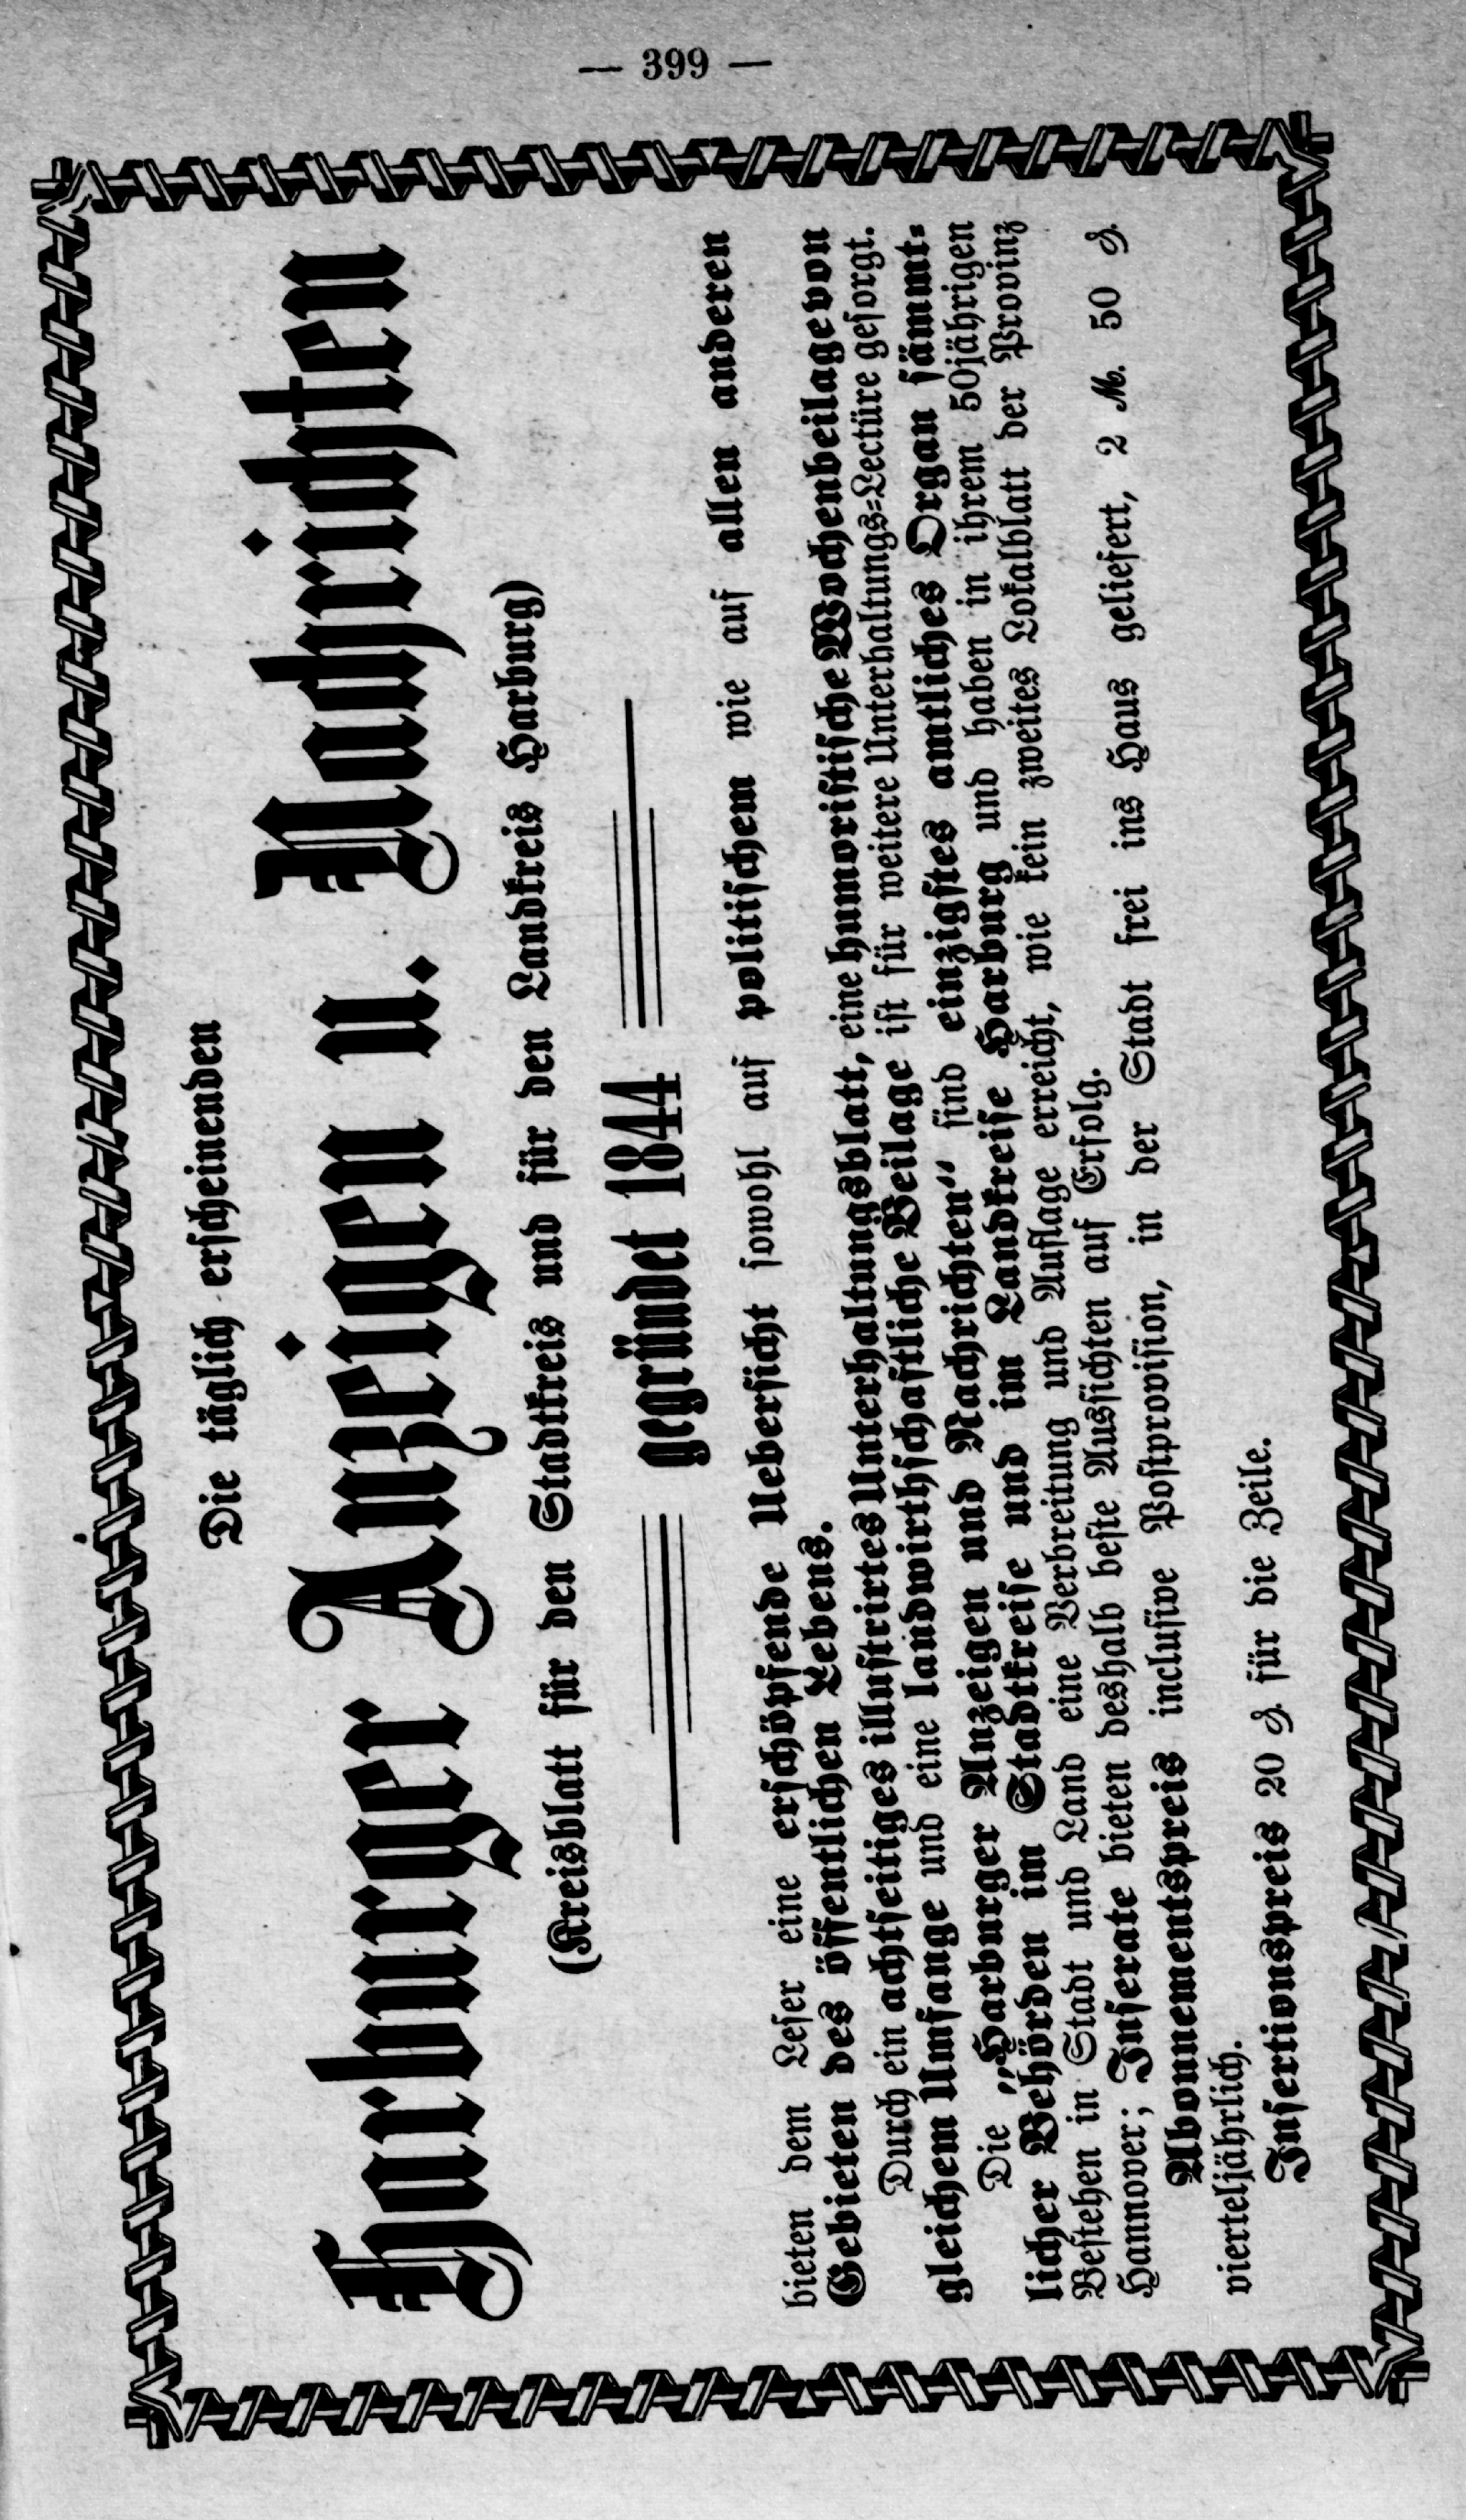 — 399 —
Die täglich erscheinenden
Harburger Anzeigen u. Nachrichten
(Kreisblatt für den Stadtkreis und für den Landkreis Harburg)
gegründet 1844
bieten dem Leser eine erschöpfende Uebersicht sowohl auf politischem wie auf allen anderen
Gebieten des öffentlichen Lebens.
Durch ein achtseitiges illustrirtes Unterhaltungsblatt, eine humoristische Wochenbeilage von
gleichem Umfange und eine landwirthschaftliche Beilage ist für weitere Unterhaltungs-Lectüre gesorgt.
Die „Harburger Anzeigen und Nachrichten“ sind einzigstes amtliches Organ sämmt-
licher Behörden im Stadtkreise und im Landkreise Harburg und haben in ihrem 50jährigen
Bestehen in Stadt und Land eine Verbreitung und Auflage erreicht, wie kein zweites Lokalblatt der Provinz
Hannover; Inserate bieten deshalb beste Aussichten auf Erfolg.
Abonnementspreis inclusive Postprovision, in der Stadt frei ins Haus geliefert, 2 M. 50 ₰.
vierteljährlich.
Insertionspreis 20 ₰. für die Zeile.